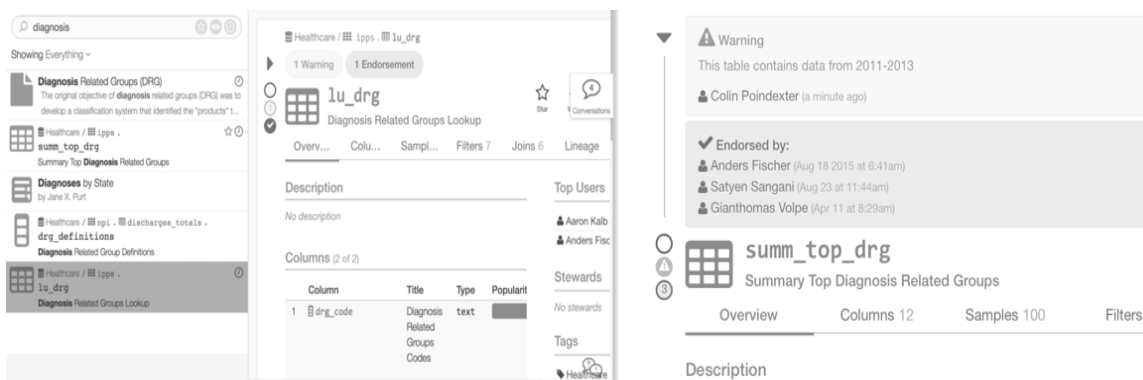 diagnosis
Showing Everything
Diagnosis Related Groups (DRG)
The original objective of diagnosis related groups (DRG) was to
develop a classification system that identified the "products" t...
Healthcare / ipps .
summ_top_drg
Summary Top Diagnosis Related Groups
Diagnoses by State
by Jane X. Purt
Healthcare / npi . discharges_totals .
drg_definitions
Diagnosis Related Group Definitions
Healthcare / ipps .
lu_drg
Diagnosis Related Groups Lookup
Healthcare / ipps . lu_drg
1 Warning 1 Endorsement
lu_drg
Diagnosis Related Groups Lookup
Star
4
Conversations
Overv... Colu... Sampl... Filters 7 Joins 6 Lineage
Description
No description
Columns (2 of 2)
Column Title Type Popularit
1 drg_code Diagnosis text
Related
Groups
Codes
Top Users
Aaron Kalb
Anders Fisc
Stewards
No stewards
Tags
Healthcare
Warning
This table contains data from 2011-2013
Colin Poindexter (a minute ago)
Endorsed by:
Anders Fischer (Aug 18 2015 at 6:41am)
Satyen Sangani (Aug 23 at 11:44am)
Gianthomas Volpe (Apr 11 at 8:29am)
3
summ_top_drg
Summary Top Diagnosis Related Groups
Overview Columns 12 Samples 100 Filters
Description